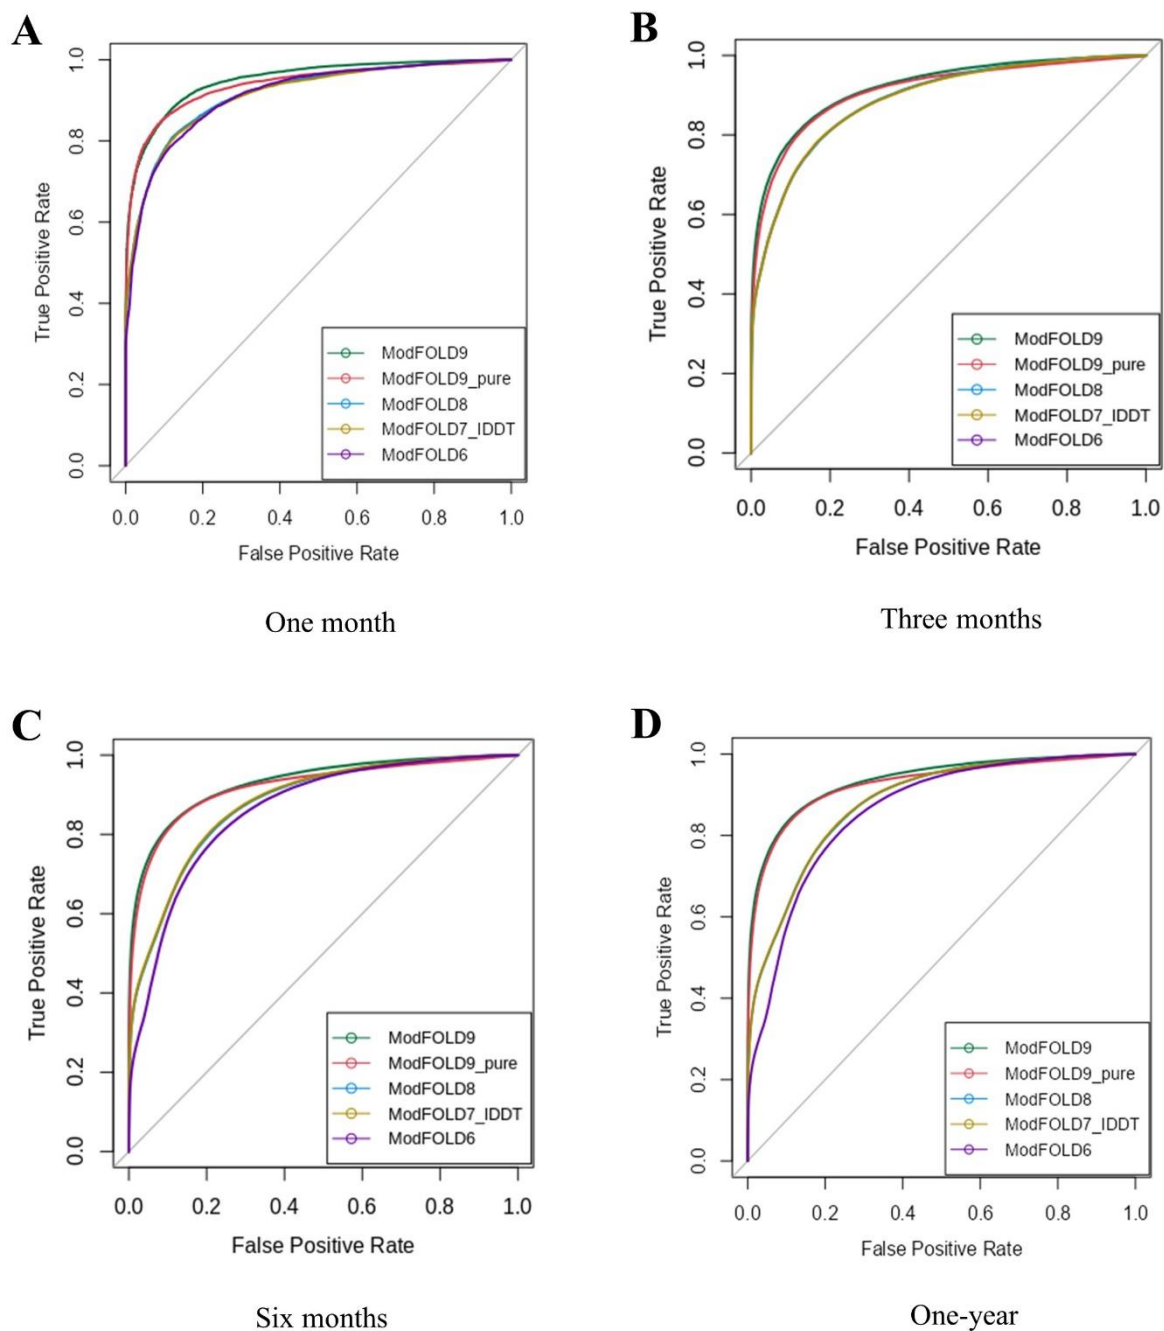 A
True Positive Rate
1.0
0.8
0.6
0.4
0.2
0.0
ModFOLD9
ModFOLD9_pure
ModFOLD8
ModFOLD7_lDDT
ModFOLD6
0.0 0.2 0.4 0.6 0.8 1.0
False Positive Rate
One month
B
True Positive Rate
1.0
0.8
0.6
0.4
0.2
0.0
ModFOLD9
ModFOLD9_pure
ModFOLD8
ModFOLD7_lDDT
ModFOLD6
0.0 0.2 0.4 0.6 0.8 1.0
False Positive Rate
Three months
C
True Positive Rate
1.0
0.8
0.6
0.4
0.2
0.0
ModFOLD9
ModFOLD9_pure
ModFOLD8
ModFOLD7_lDDT
ModFOLD6
0.0 0.2 0.4 0.6 0.8 1.0
False Positive Rate
Six months
D
True Positive Rate
1.0
0.8
0.6
0.4
0.2
0.0
ModFOLD9
ModFOLD9_pure
ModFOLD8
ModFOLD7_lDDT
ModFOLD6
0.0 0.2 0.4 0.6 0.8 1.0
False Positive Rate
One-year